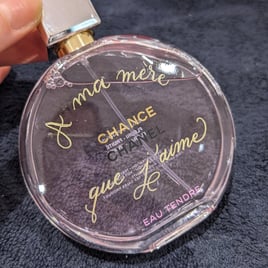 A ma mère
CHANCE
CHANEL
que j'aime
EAU TENDRE